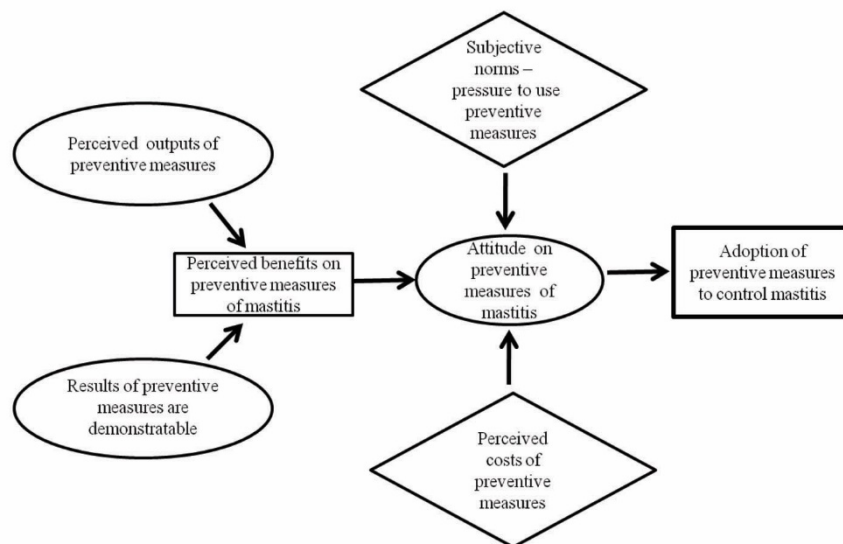 Subjective
norms –
pressure to use
preventive
measures
Perceived outputs of
preventive measures
Perceived benefits on
preventive measures
of mastitis
Attitude on
preventive
measures of
mastitis
Adoption of
preventive measures
to control mastitis
Results of preventive
measures are
demonstratable
Perceived
costs of
preventive
measures